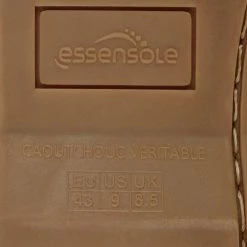 essensole
CAOUTCHOUC VERITABLE
EU US UK
43 9 8.5